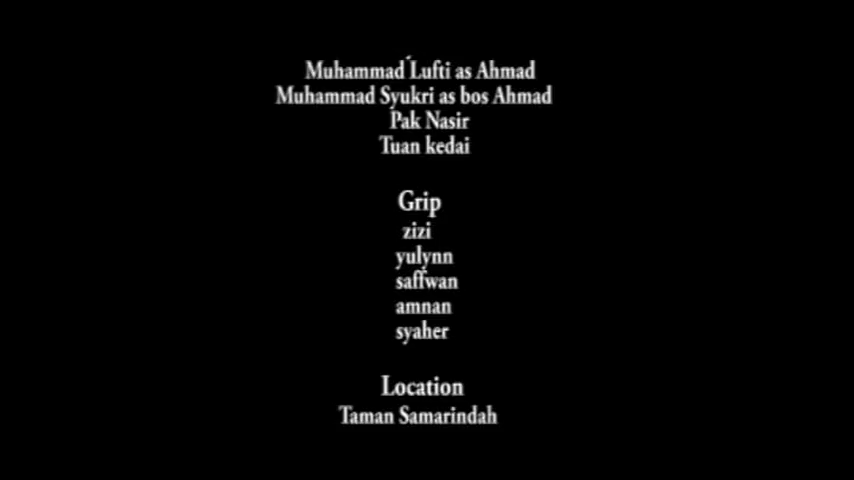 Muhammad Lufti as Ahmad
Muhammad Syukri as bos Ahmad
Pak Nasir
Tuan kedai
Grip
zizi
yulynn
saffwan
amnan
syaher
Location
Taman Samarindah